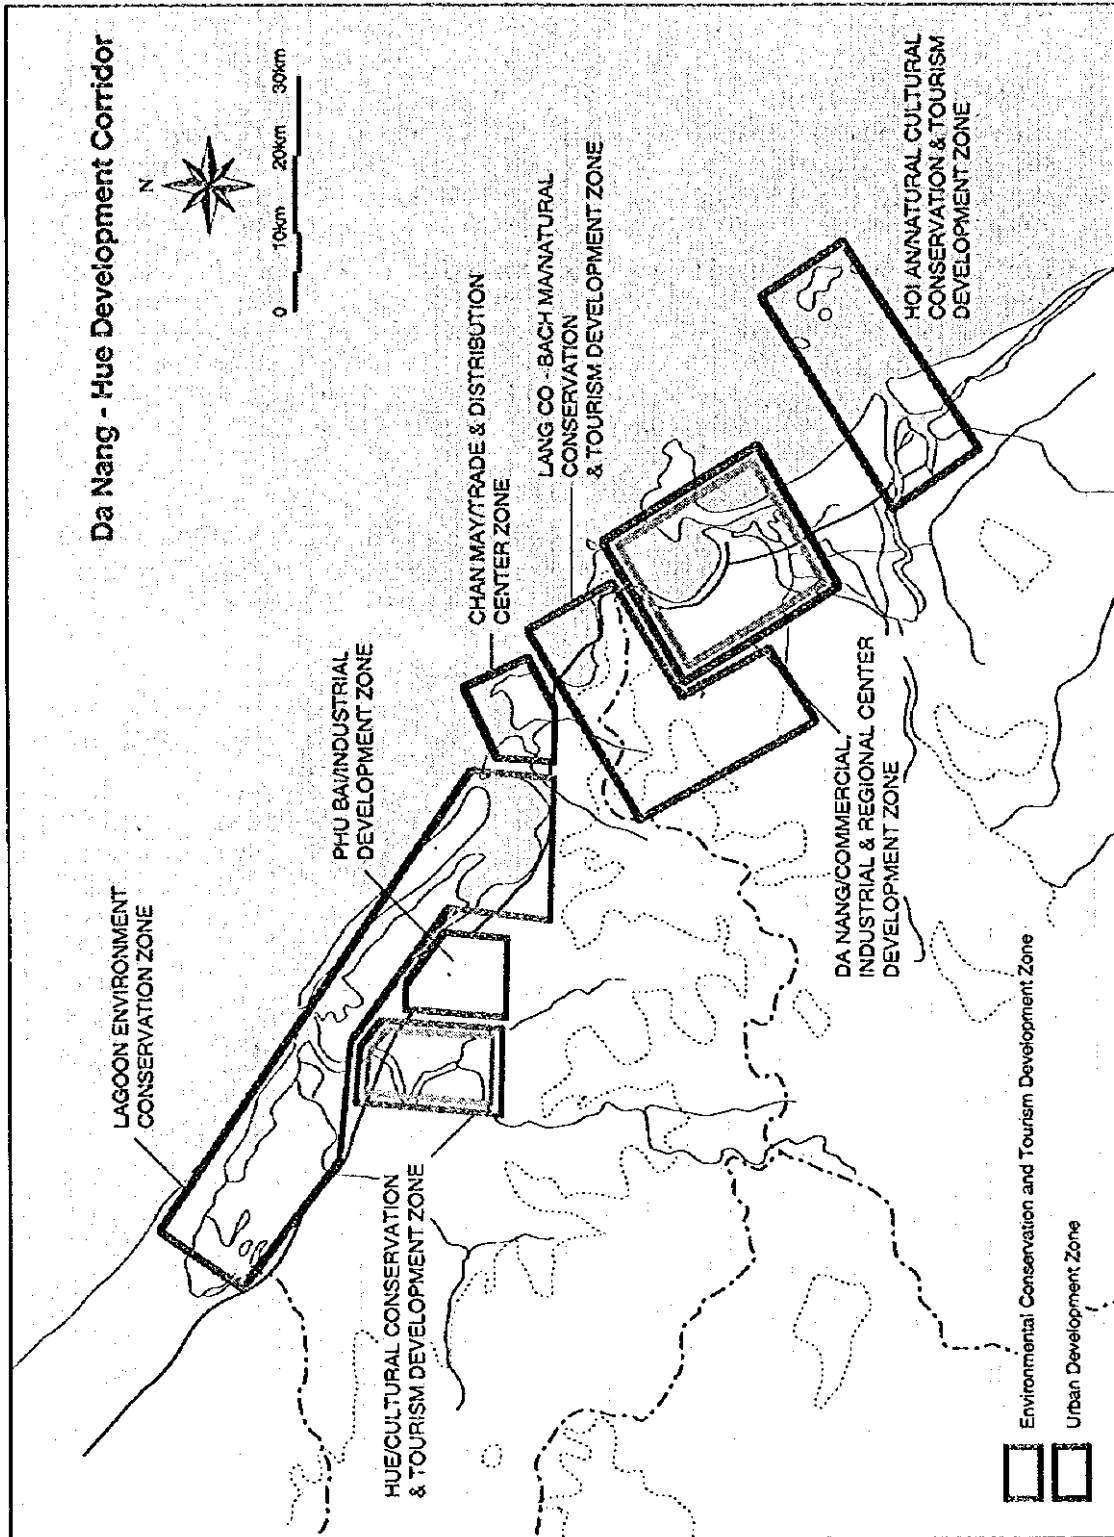 Da Nang - Hue Development Corridor
N
0 10km 20km 30km
LAGOON ENVIRONMENT
CONSERVATION ZONE
PHU BAI/INDUSTRIAL
DEVELOPMENT ZONE
CHAN MAY/TRADE & DISTRIBUTION
CENTER ZONE
LANG CO - BACH MA/NATURAL
CONSERVATION
& TOURISM DEVELOPMENT ZONE
HUE/CULTURAL CONSERVATION
& TOURISM DEVELOPMENT ZONE
DA NANG/COMMERCIAL,
INDUSTRIAL & REGIONAL CENTER
DEVELOPMENT ZONE
HOI AN/NATURAL CULTURAL
CONSERVATION & TOURISM
DEVELOPMENT ZONE
Environmental Conservation and Tourism Development Zone
Urban Development Zone